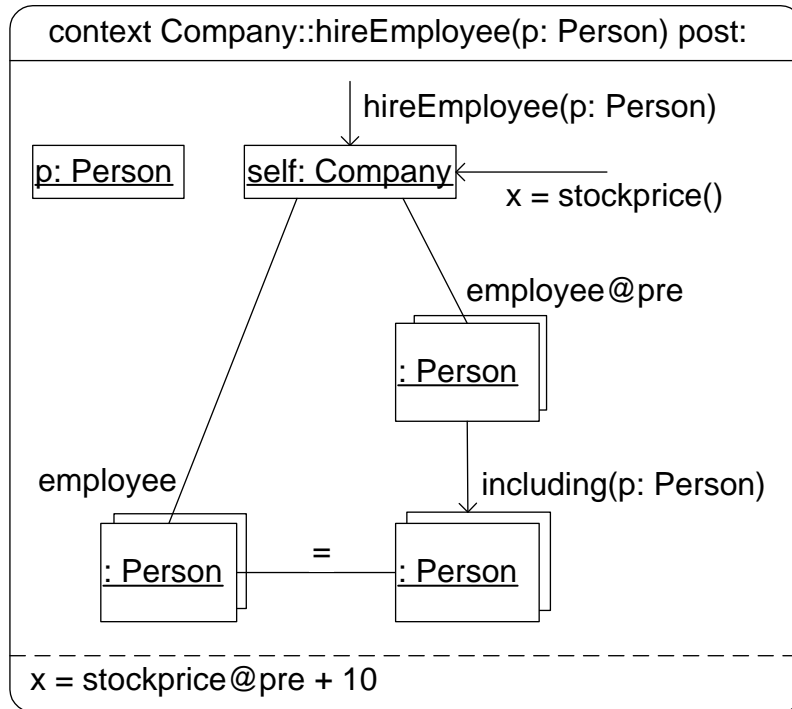 context Company::hireEmployee(p: Person) post:
hireEmployee(p: Person)
p: Person
self: Company
x = stockprice()
employee@pre
: Person
employee
including(p: Person)
: Person
=
: Person
x = stockprice@pre + 10